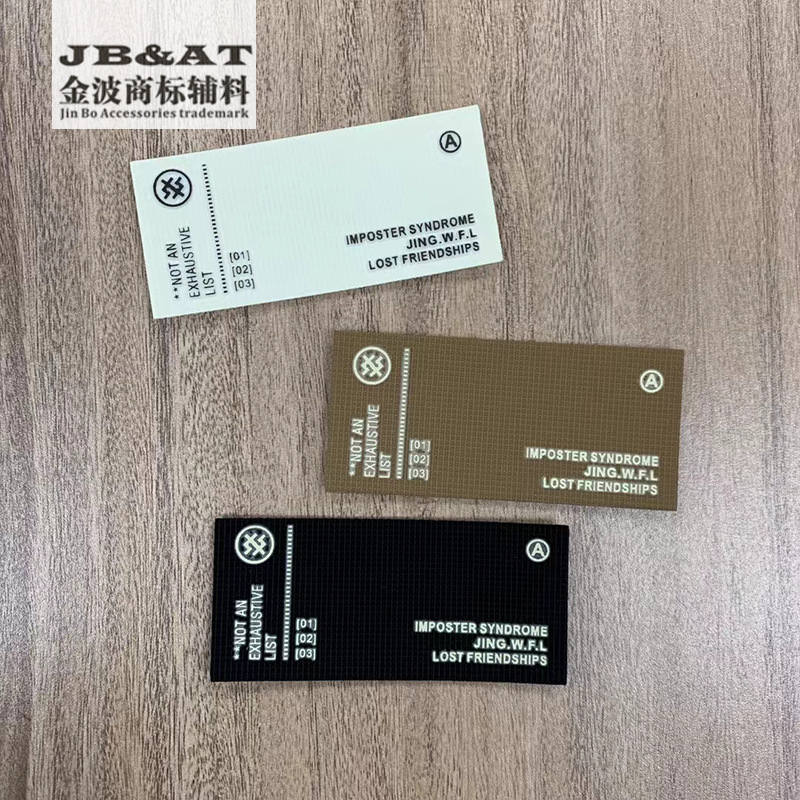 JB&AT
金波商标辅料
Jin Bo Accessories trademark
A
**NOT AN
EXHAUSTIVE
LIST
[01]
[02]
[03]
IMPOSTER SYNDROME
JING.W.F.L
LOST FRIENDSHIPS
A
**NOT AN
EXHAUSTIVE
LIST
[01]
[02]
[03]
IMPOSTER SYNDROME
JING.W.F.L
LOST FRIENDSHIPS
A
**NOT AN
EXHAUSTIVE
LIST
[01]
[02]
[03]
IMPOSTER SYNDROME
JING.W.F.L
LOST FRIENDSHIPS